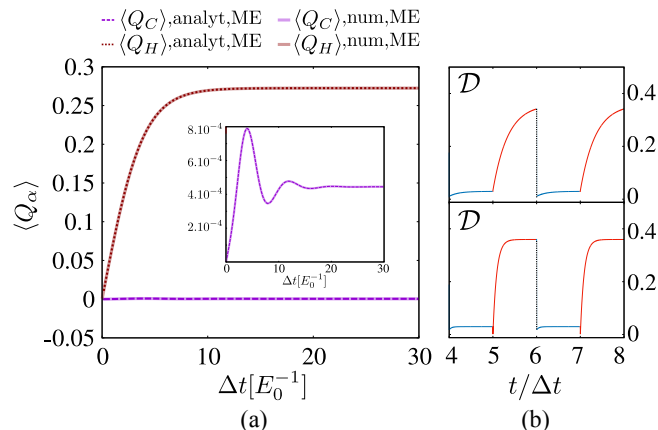 ⟨Q_C⟩,analyt,ME ⟨Q_C⟩,num,ME
⟨Q_H⟩,analyt,ME ⟨Q_H⟩,num,ME
0.3
0.25
0.2
0.15
0.1
0.05
0
-0.05
⟨Q_α⟩
0 10 20 30
Δt[E_0^{-1}]
(a)
8.10^{-4}
6.10^{-4}
4.10^{-4}
2.10^{-4}
0 10 20 30
Δt[E_0^{-1}]
𝒟
0.4
0.2
0
𝒟
0.4
0.2
0
4 5 6 7 8
t/Δt
(b)